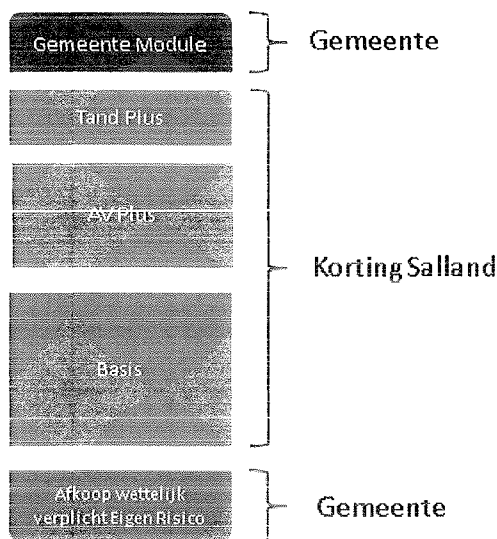 Gemeente Module
Gemeente
Tand Plus
AV Plus
Korting Salland
Basis
Afkoop wettelijk
verplicht Eigen Risico
Gemeente